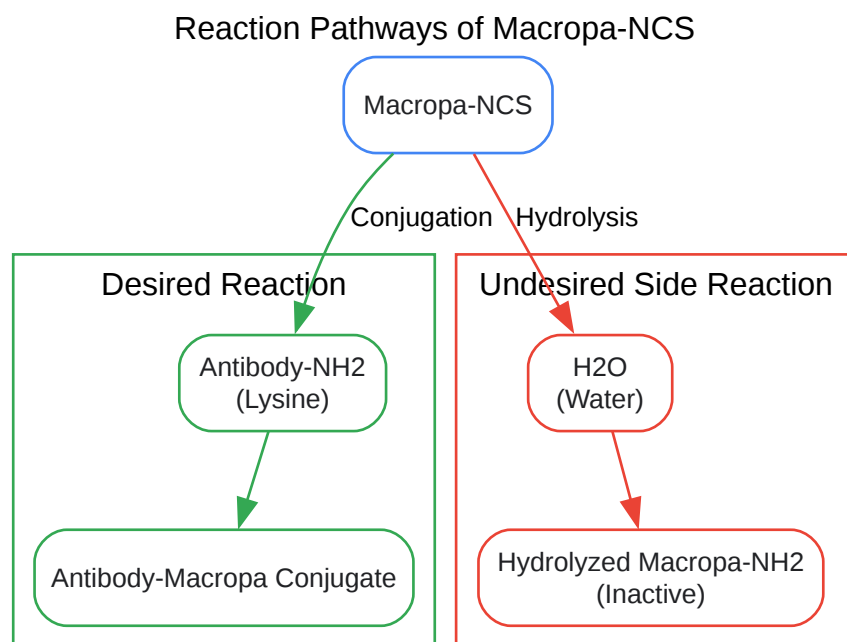 Reaction Pathways of Macropa-NCS
Macropa-NCS
Conjugation
Hydrolysis
Desired Reaction
Undesired Side Reaction
Antibody-NH2
(Lysine)
H2O
(Water)
Antibody-Macropa Conjugate
Hydrolyzed Macropa-NH2
(Inactive)